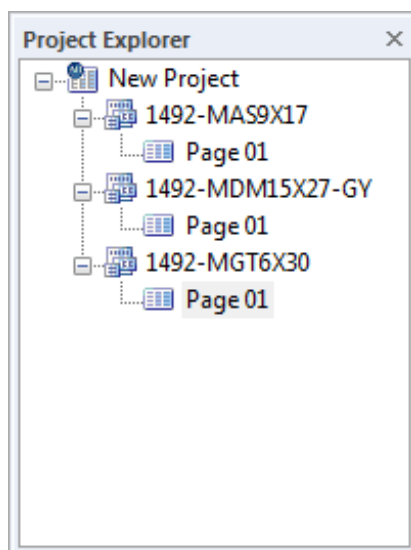 Project Explorer
New Project
1492-MAS9X17
Page 01
1492-MDM15X27-GY
Page 01
1492-MGT6X30
Page 01